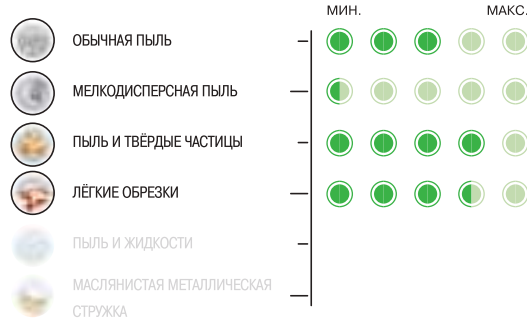 МИН. МАКС.
ОБЫЧНАЯ ПЫЛЬ
МЕЛКОДИСПЕРСНАЯ ПЫЛЬ
ПЫЛЬ И ТВЁРДЫЕ ЧАСТИЦЫ
ЛЁГКИЕ ОБРЕЗКИ
ПЫЛЬ И ЖИДКОСТИ
МАСЛЯНИСТАЯ МЕТАЛЛИЧЕСКАЯ
СТРУЖКА